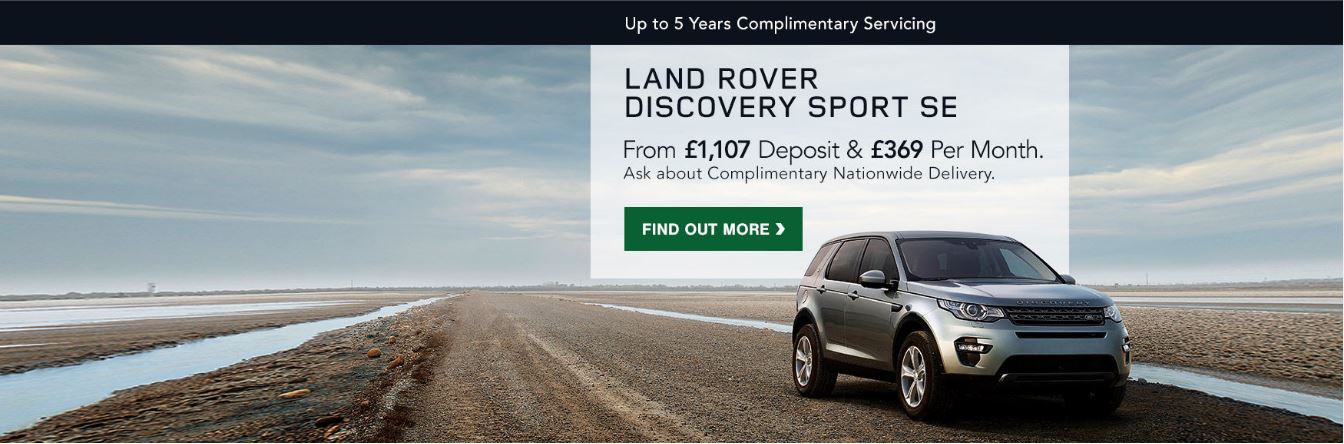 Up to 5 Years Complimentary Servicing
LAND ROVER
DISCOVERY SPORT SE
From £1,107 Deposit & £369 Per Month.
Ask about Complimentary Nationwide Delivery.
FIND OUT MORE ❯
DISCOVERY